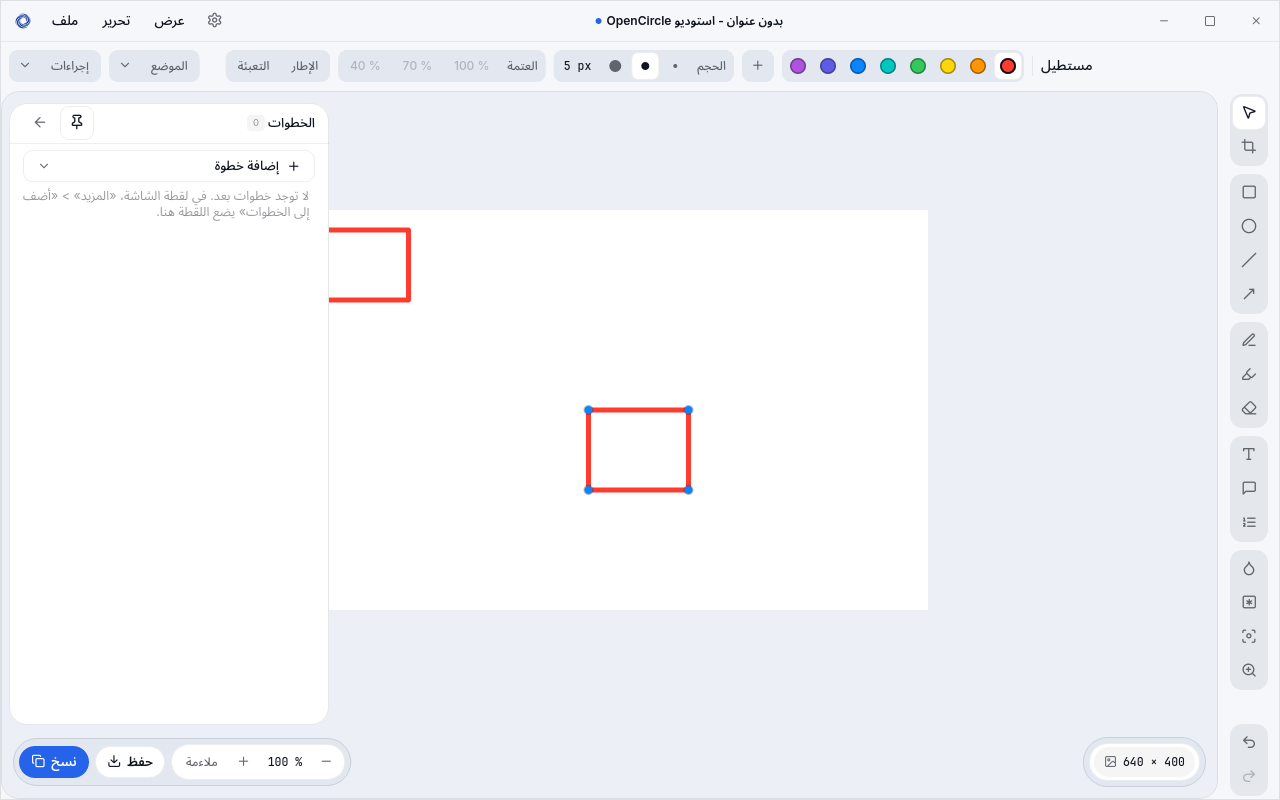 بدون عنوان - استوديو OpenCircle
عرض
تحرير
ملف
مستطيل
الحجم
5 px
العتمة
100 %
70 %
40 %
الإطار
التعبئة
الموضع
إجراءات
الخطوات 0
إضافة خطوة
لا توجد خطوات بعد. في لقطة الشاشة، «المزيد» > «أضف
إلى الخطوات» يضع اللقطة هنا.
640 × 400
100 %
ملاءمة
حفظ
نسخ